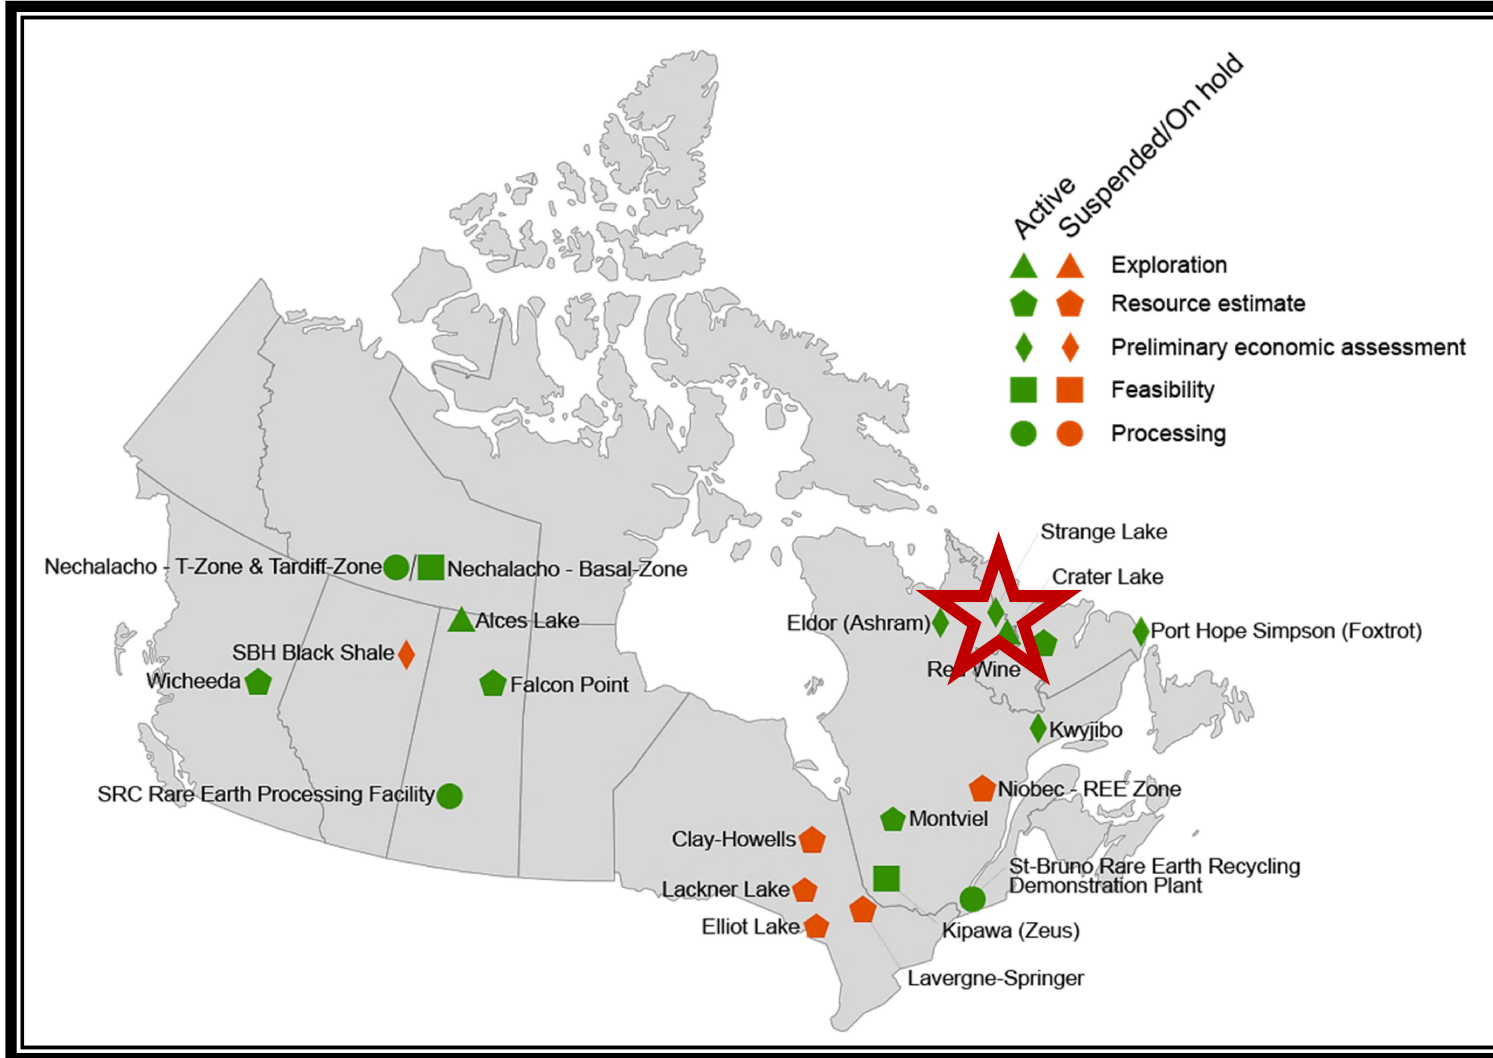 Active
Suspended/On hold
Exploration
Resource estimate
Preliminary economic assessment
Feasibility
Processing
Strange Lake
Crater Lake
Nechalacho - T-Zone & Tardiff-Zone
/
Nechalacho - Basal-Zone
Alces Lake
Eldor (Ashram)
Port Hope Simpson (Foxtrot)
SBH Black Shale
Red Wine
Wicheeda
Falcon Point
Kwyjibo
SRC Rare Earth Processing Facility
Niobec - REE Zone
Montviel
Clay-Howells
St-Bruno Rare Earth Recycling
Demonstration Plant
Lackner Lake
Elliot Lake
Kipawa (Zeus)
Lavergne-Springer